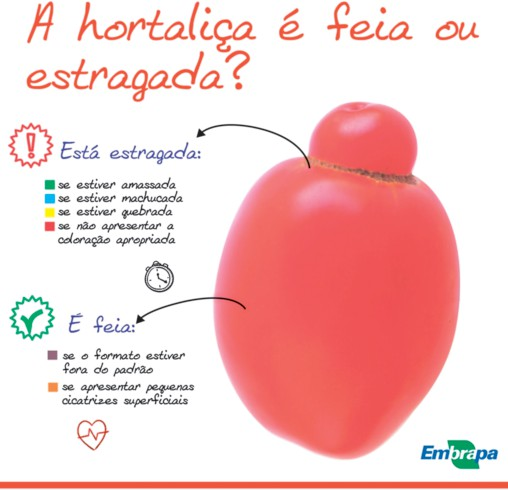 A hortaliça é feia ou
estragada?
Está estragada:
se estiver amassada
se estiver machucada
se estiver quebrada
se não apresentar a
coloração apropriada
É feia:
se o formato estiver
fora do padrão
se apresentar pequenas
cicatrizes superficiais
Embrapa